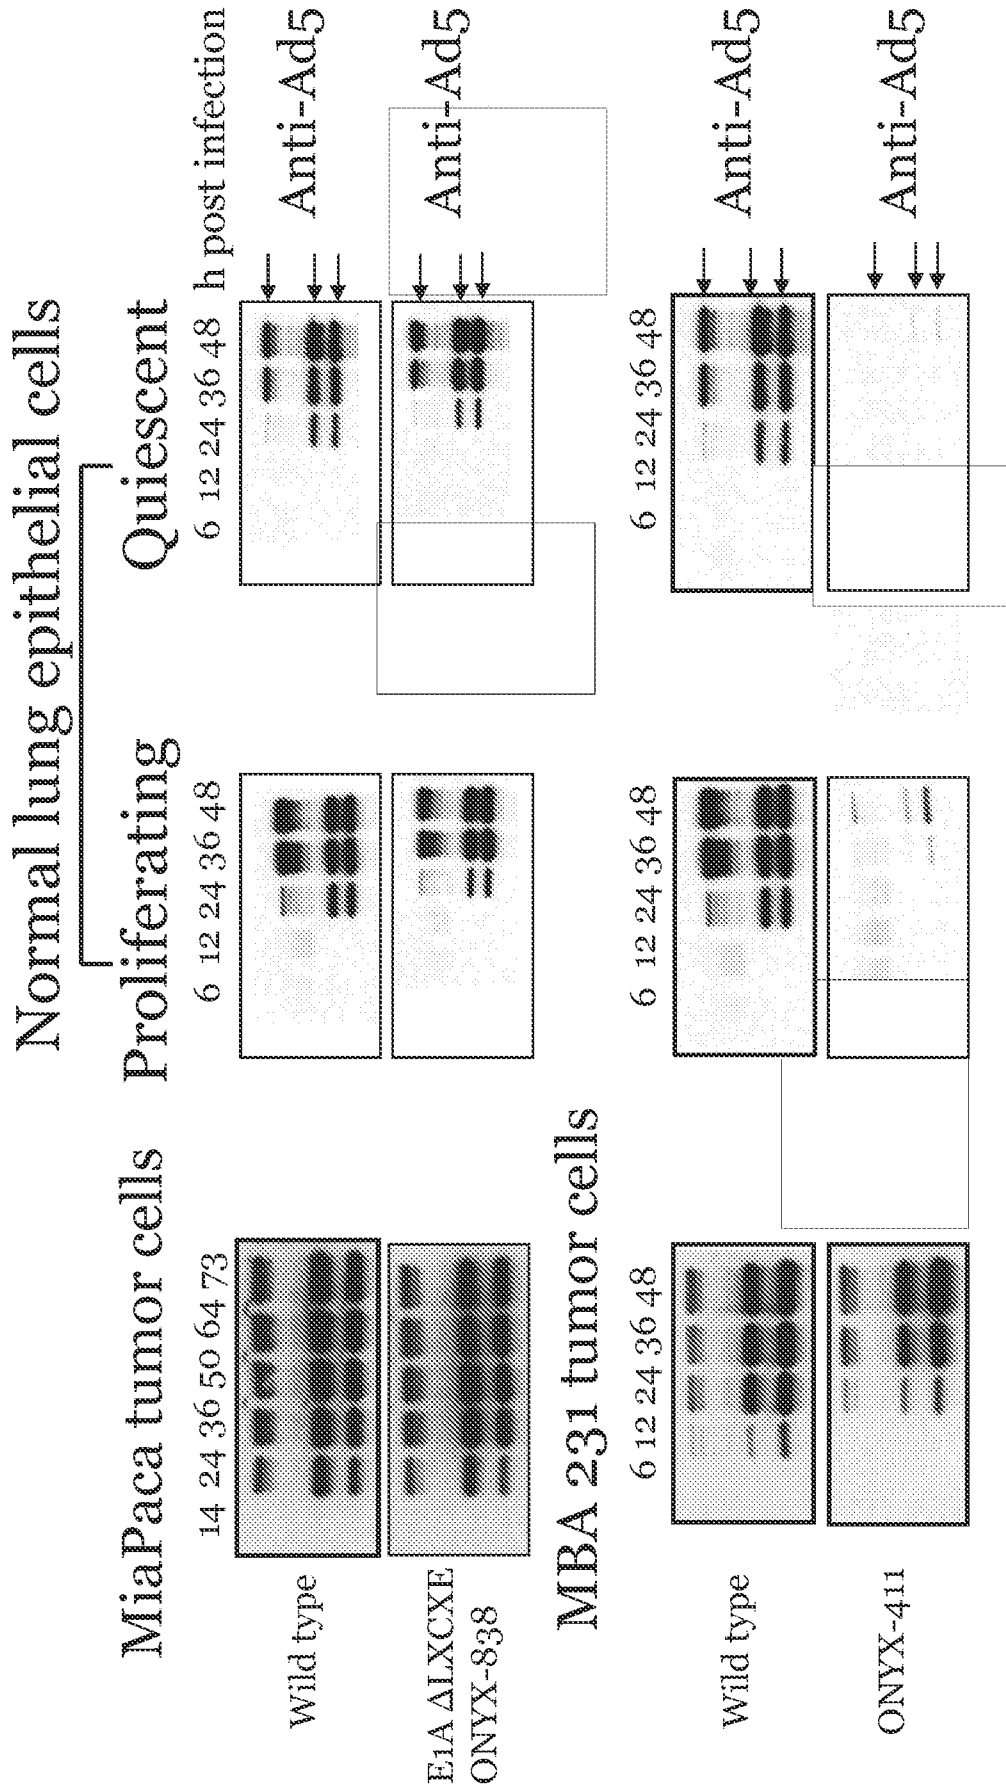 Normal lung epithelial cells
MiaPaca tumor cells
Proliferating
Quiescent
14 24 36 50 64 73
6 12 24 36 48
6 12 24 36 48
h post infection
Wild type
Anti-Ad5
E1A ΔLXCXE
ONYX-838
Anti-Ad5
MBA 231 tumor cells
6 12 24 36 48
6 12 24 36 48
6 12 24 36 48
Wild type
Anti-Ad5
ONYX-411
Anti-Ad5